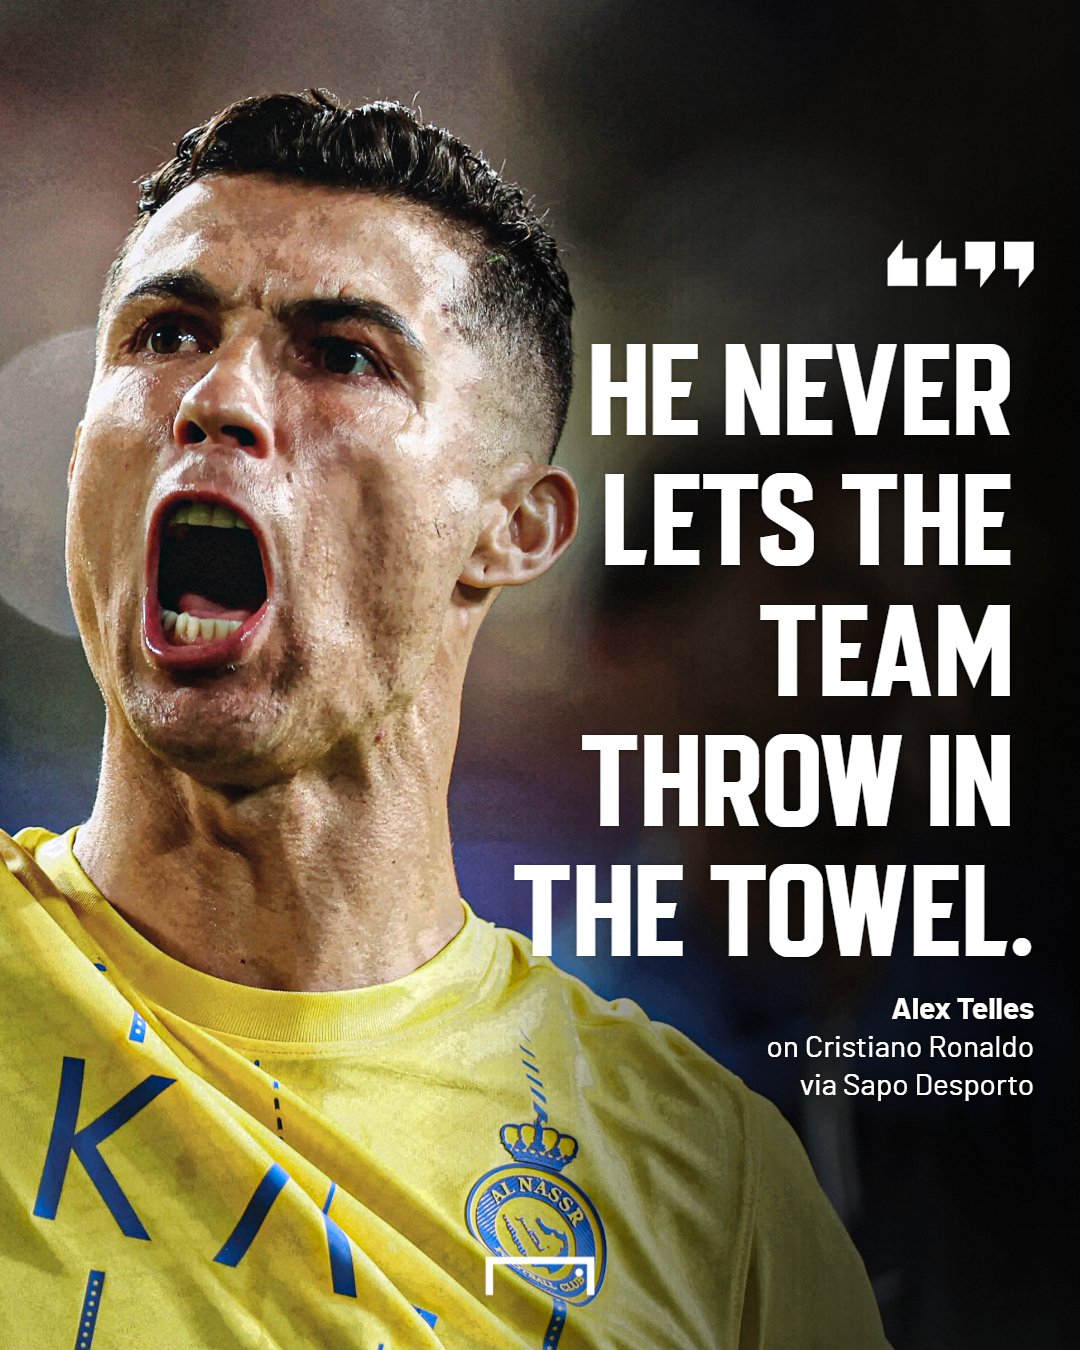 HE NEVER
LETS THE
TEAM
THROW IN
THE TOWEL.
Alex Telles
on Cristiano Ronaldo
via Sapo Desporto
K
AL NASSR
FOOTBALL CLUB